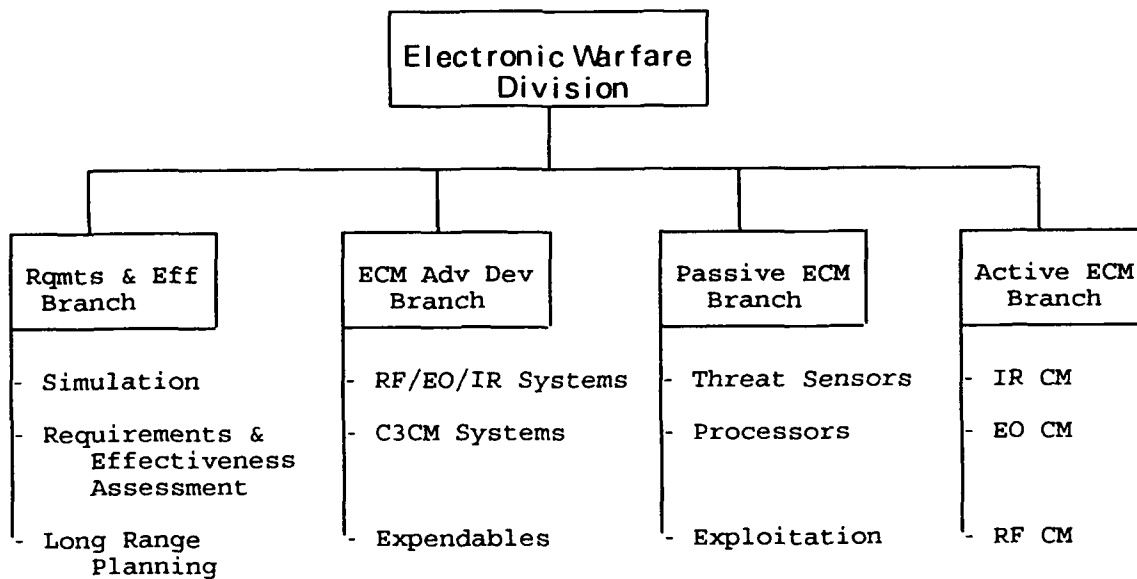 Electronic Warfare
Division
Rqmts & Eff
Branch
- Simulation
- Requirements &
Effectiveness
Assessment
- Long Range
Planning
ECM Adv Dev
Branch
- RF/EO/IR Systems
- C3CM Systems
- Expendables
Passive ECM
Branch
- Threat Sensors
- Processors
- Exploitation
Active ECM
Branch
- IR CM
- EO CM
- RF CM